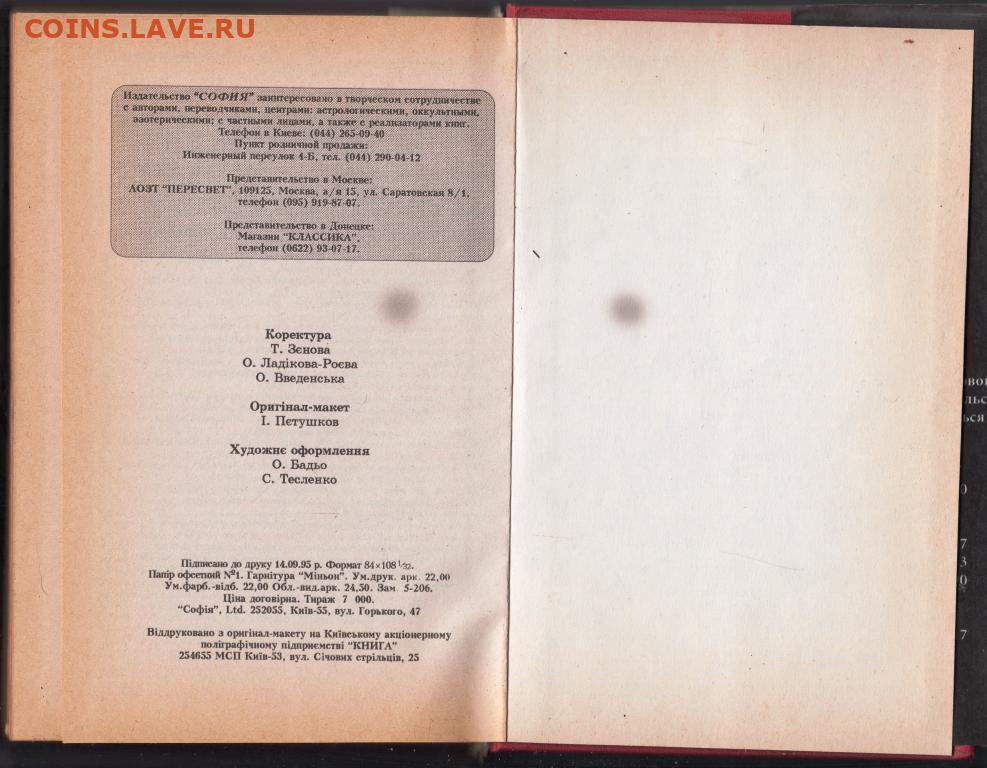 COINS.LAVE.RU
Издательство "СОФИЯ" заинтересовано в творческом сотрудничестве
с авторами, переводчиками, центрами: астрологическими, оккультными,
эзотерическими; с частными лицами, а также с реализаторами книг.
Телефон в Киеве: (044) 265-09-40
Пункт розничной продажи:
Инженерный переулок 4-Б, тел. (044) 290-04-12
Представительство в Москве:
АОЗТ "ПЕРЕСВЕТ", 109125, Москва, а/я 15, ул. Саратовская 8/1,
телефон (095) 919-87-07.
Представительство в Донецке:
Магазин "КЛАССИКА",
телефон (0622) 93-07-17.
Коректура
Т. Зєнова
О. Ладікова-Роєва
О. Введенська
Оригінал-макет
І. Пєтушков
Художнє оформлення
О. Бадьо
С. Тесленко
Підписано до друку 14.09.95 р. Формат 84×108 1/32.
Папір офсетний №1. Гарнітура "Міньон". Ум.друк. арк. 22,00
Ум.фарб.-відб. 22,00 Обл.-вид.арк. 24,50. Зам. 5-206.
Ціна договірна. Тираж 7 000.
"Софія", Ltd. 252055, Київ-55, вул. Горького, 47
Віддруковано з оригінал-макету на Київському акціонерному
поліграфічному підприємстві "КНИГА"
254655 МСП Київ-53, вул. Січових стрільців, 25